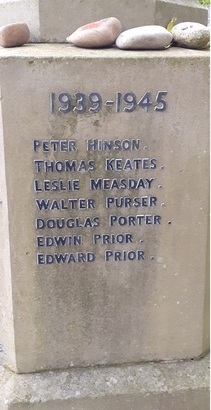 1939-1945
PETER HINSON.
THOMAS KEATES.
LESLIE MEASDAY.
WALTER PURSER.
DOUGLAS PORTER.
EDWIN PRIOR.
EDWARD PRIOR.